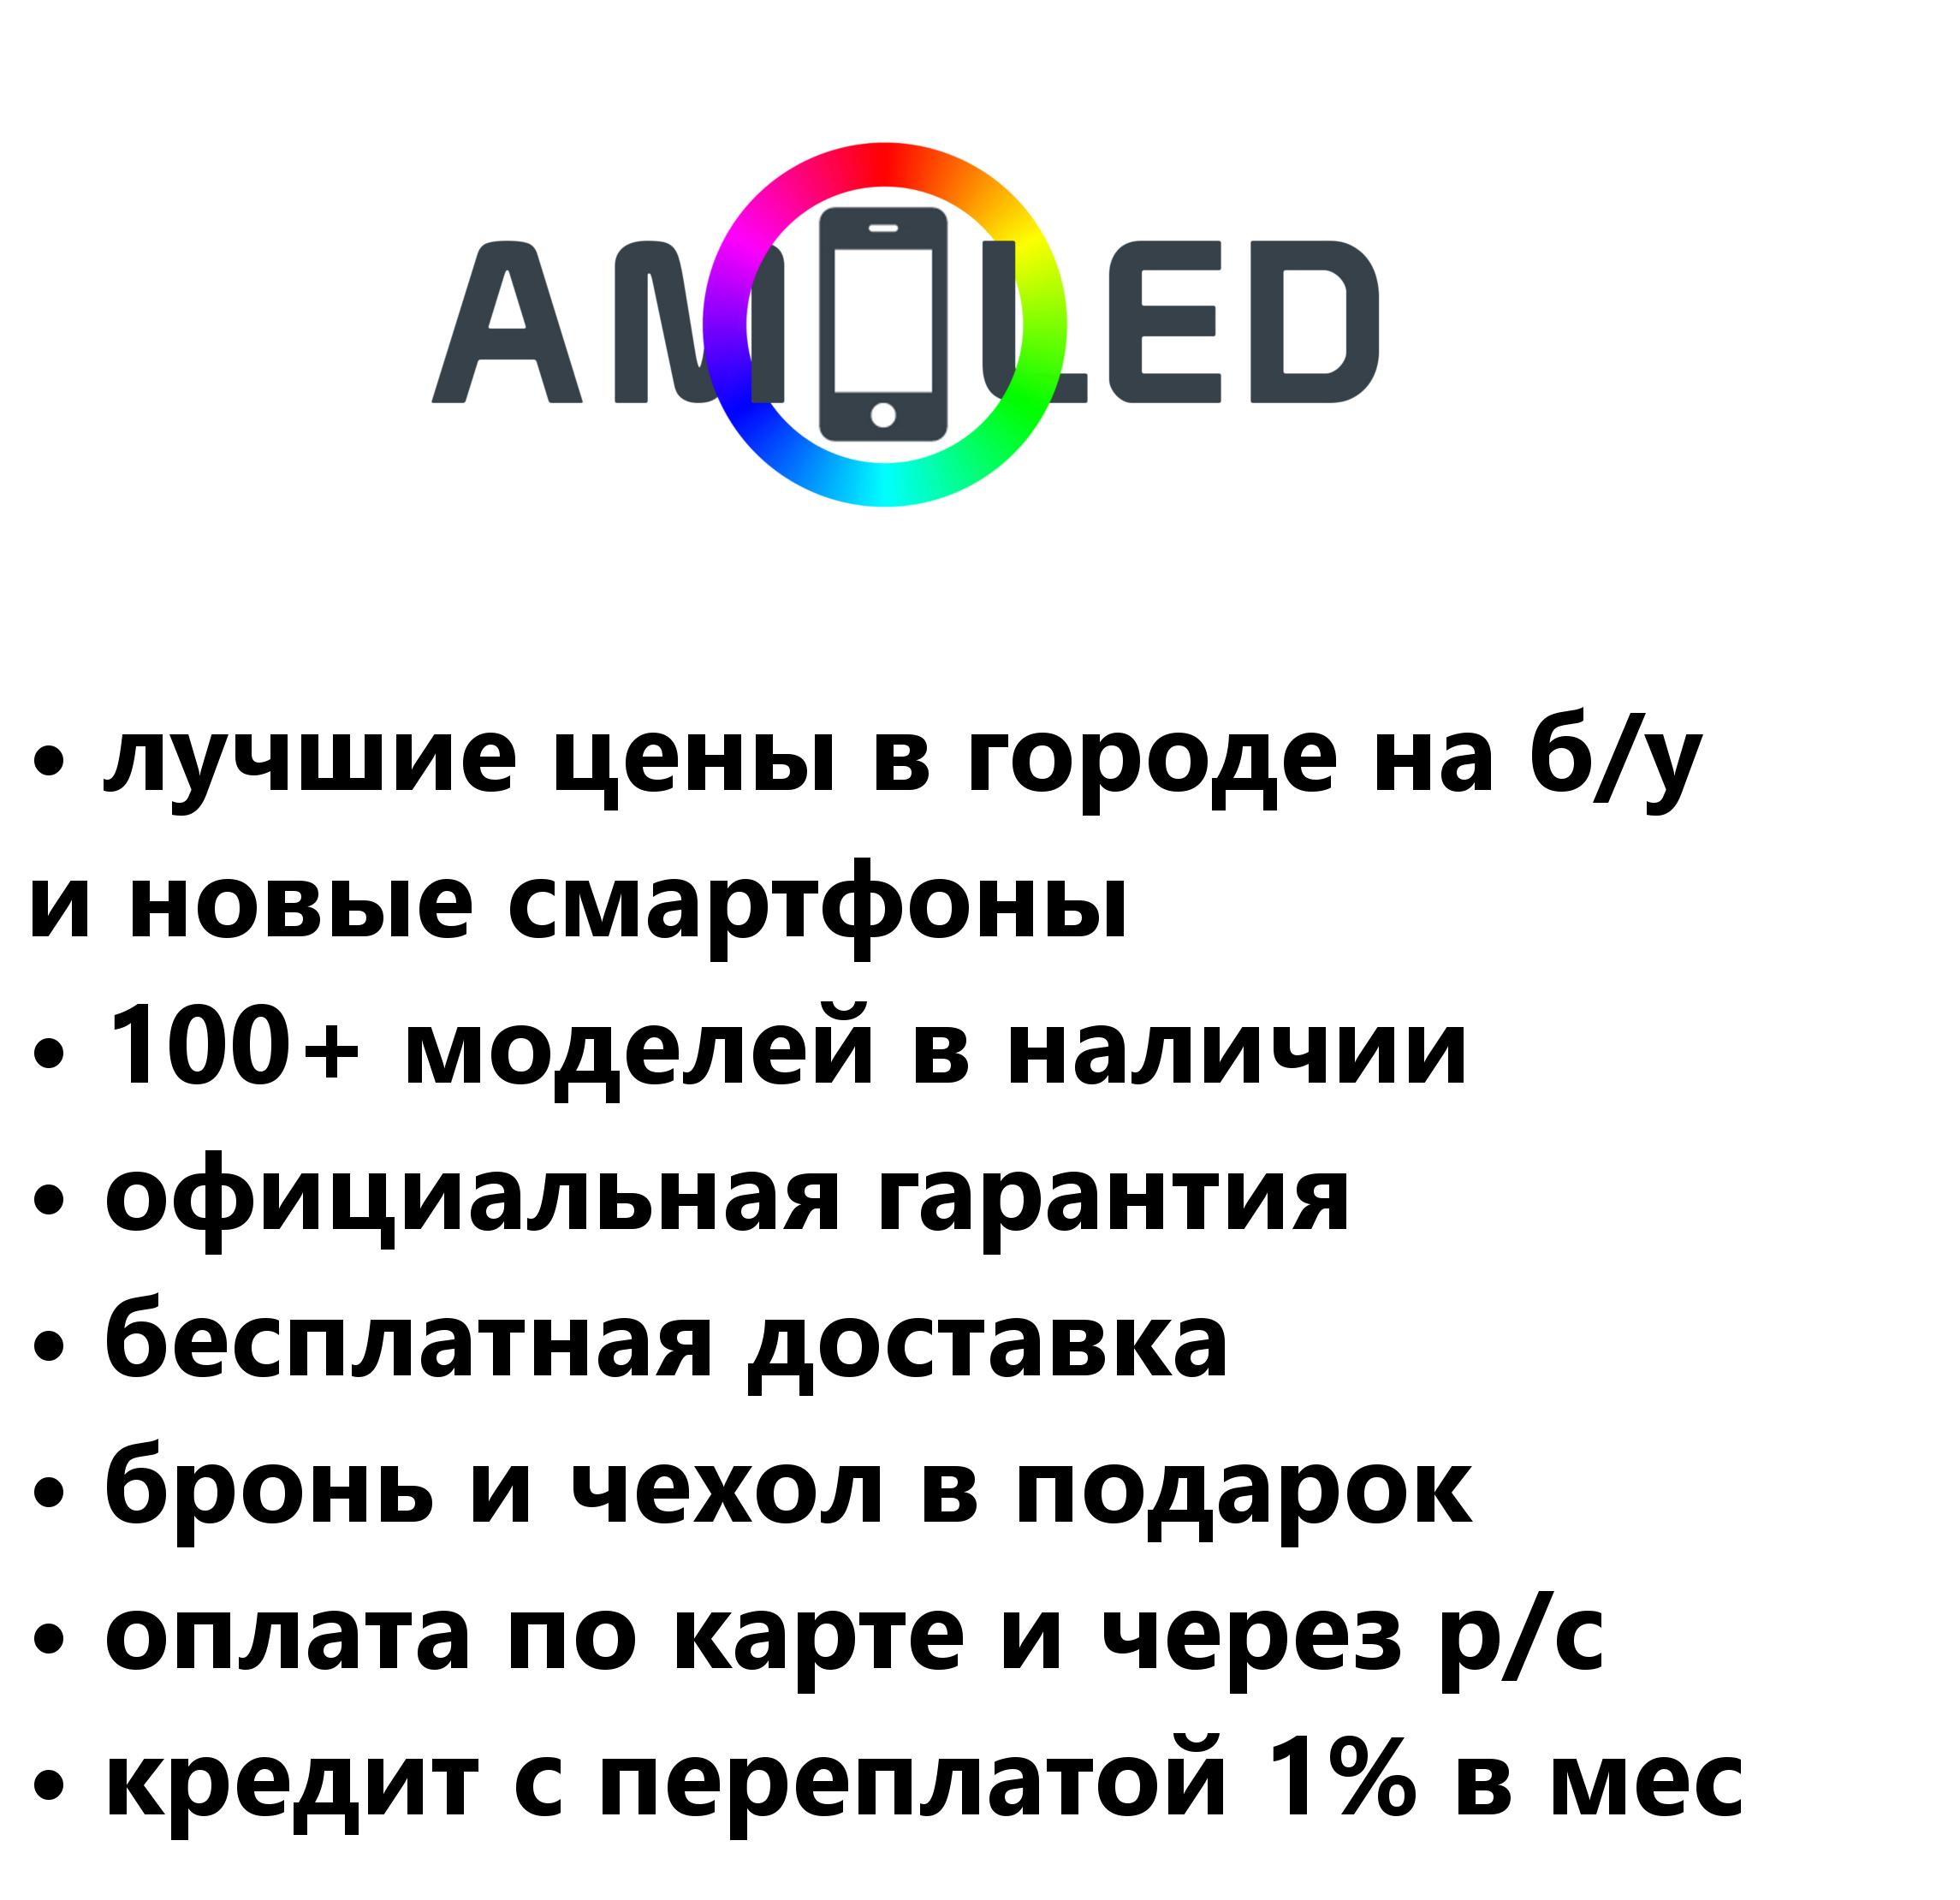 AMOLED
• лучшие цены в городе на б/у
и новые смартфоны
• 100+ моделей в наличии
• официальная гарантия
• бесплатная доставка
• бронь и чехол в подарок
• оплата по карте и через р/с
• кредит с переплатой 1% в мес